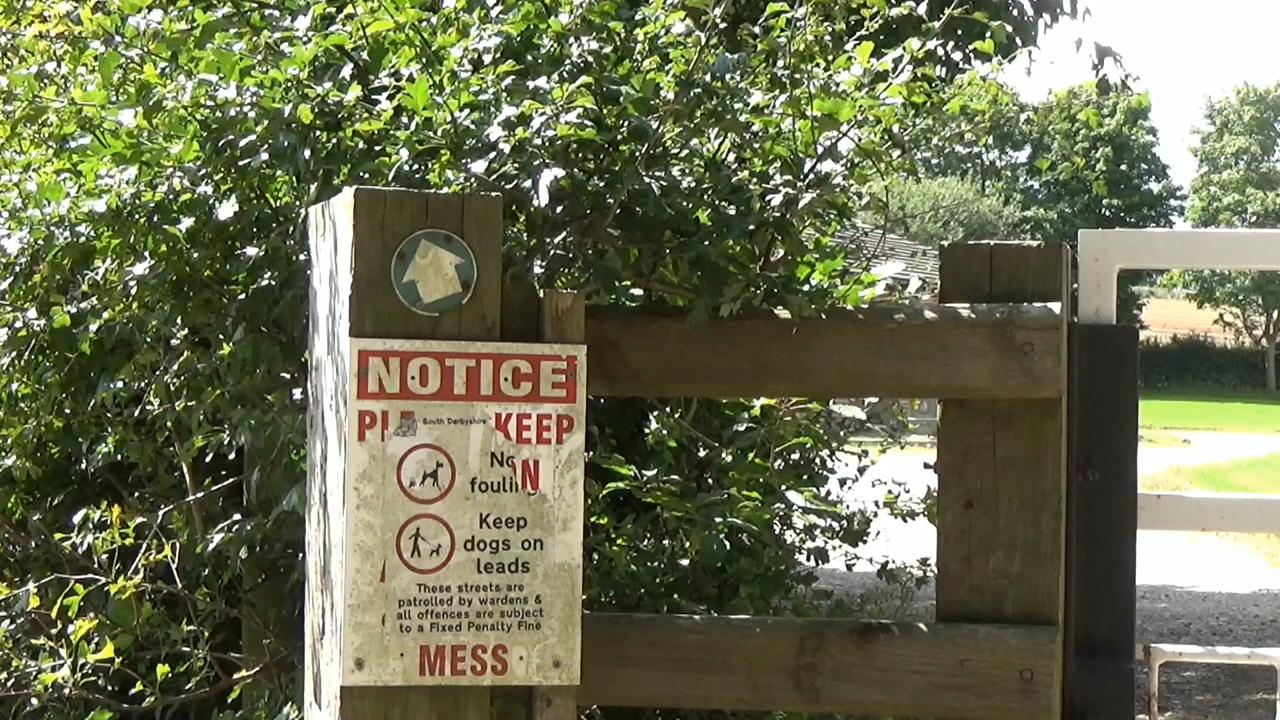 NOTICE
South Derbyshire
KEEP
No
fouling
Keep
dogs on
leads
These streets are
patrolled by wardens &
all offences are subject
to a Fixed Penalty Fine
MESS